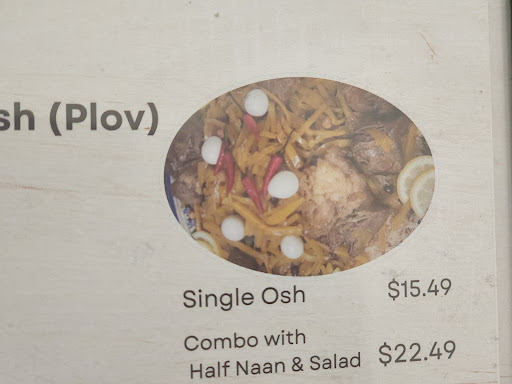 sh (Plov)
Single Osh $15.49
Combo with
Half Naan & Salad $22.49